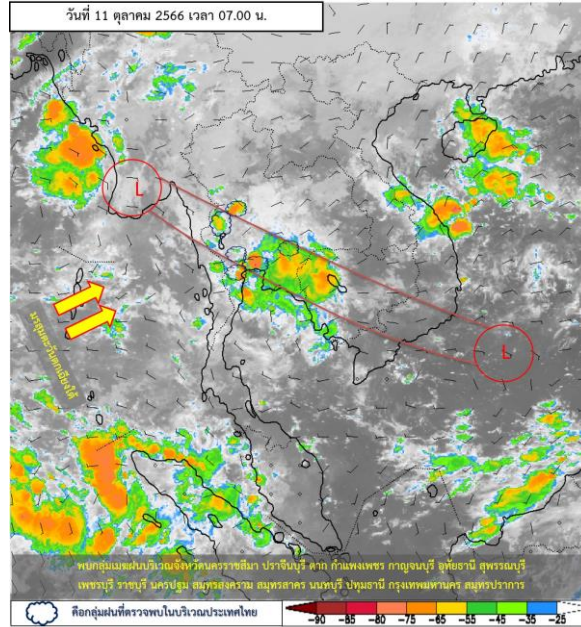 วันที่ 11 ตุลาคม 2566 เวลา 07.00 น.
L
L
มรสุมตะวันตกเฉียงใต้
พบกลุ่มเมฆฝนบริเวณจังหวัดนครราชสีมา ปราจีนบุรี ตาก กำแพงเพชร กาญจนบุรี อุทัยธานี สุพรรณบุรี
เพชรบุรี ราชบุรี นครปฐม สมุทรสงคราม สมุทรสาคร นนทบุรี ปทุมธานี กรุงเทพมหานคร สมุทรปราการ
คือกลุ่มฝนที่ตรวจพบในบริเวณประเทศไทย
-90 -85 -80 -75 -65 -55 -45 -35 -25